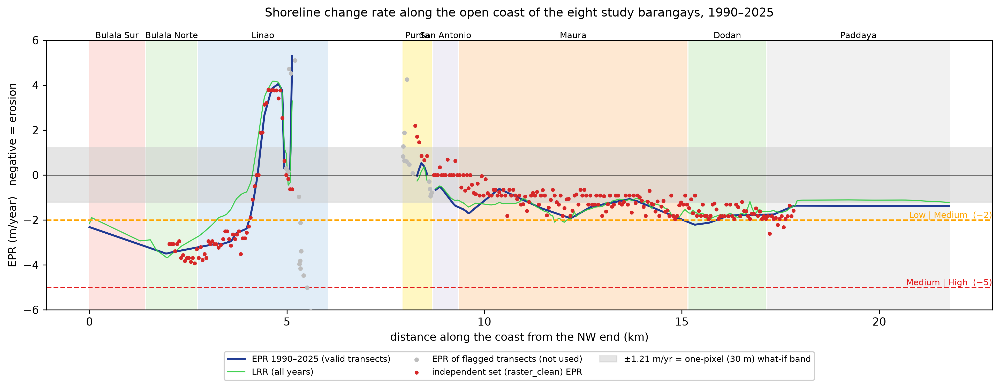 Shoreline change rate along the open coast of the eight study barangays, 1990–2025
Bulala Sur Bulala Norte Linao Punta San Antonio Maura Dodan Paddaya
EPR (m/year)   negative = erosion
6
4
2
0
−2
−4
−6
Low | Medium  (−2)
Medium | High  (−5)
0 5 10 15 20
distance along the coast from the NW end (km)
EPR 1990–2025 (valid transects)
LRR (all years)
EPR of flagged transects (not used)
independent set (raster_clean) EPR
±1.21 m/yr = one-pixel (30 m) what-if band